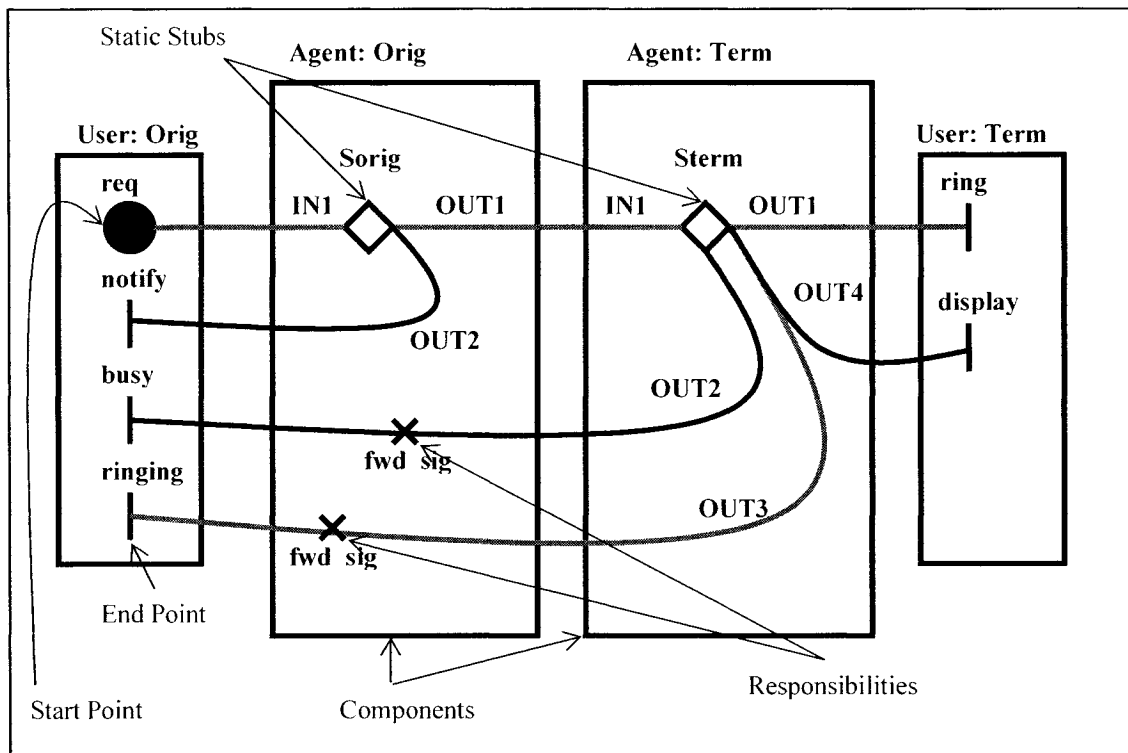 Static Stubs
Agent: Orig
Agent: Term
User: Orig
User: Term
Sorig
Sterm
req
ring
IN1
OUT1
IN1
OUT1
notify
OUT4
display
OUT2
busy
OUT2
fwd sig
ringing
OUT3
fwd sig
End Point
Responsibilities
Start Point
Components